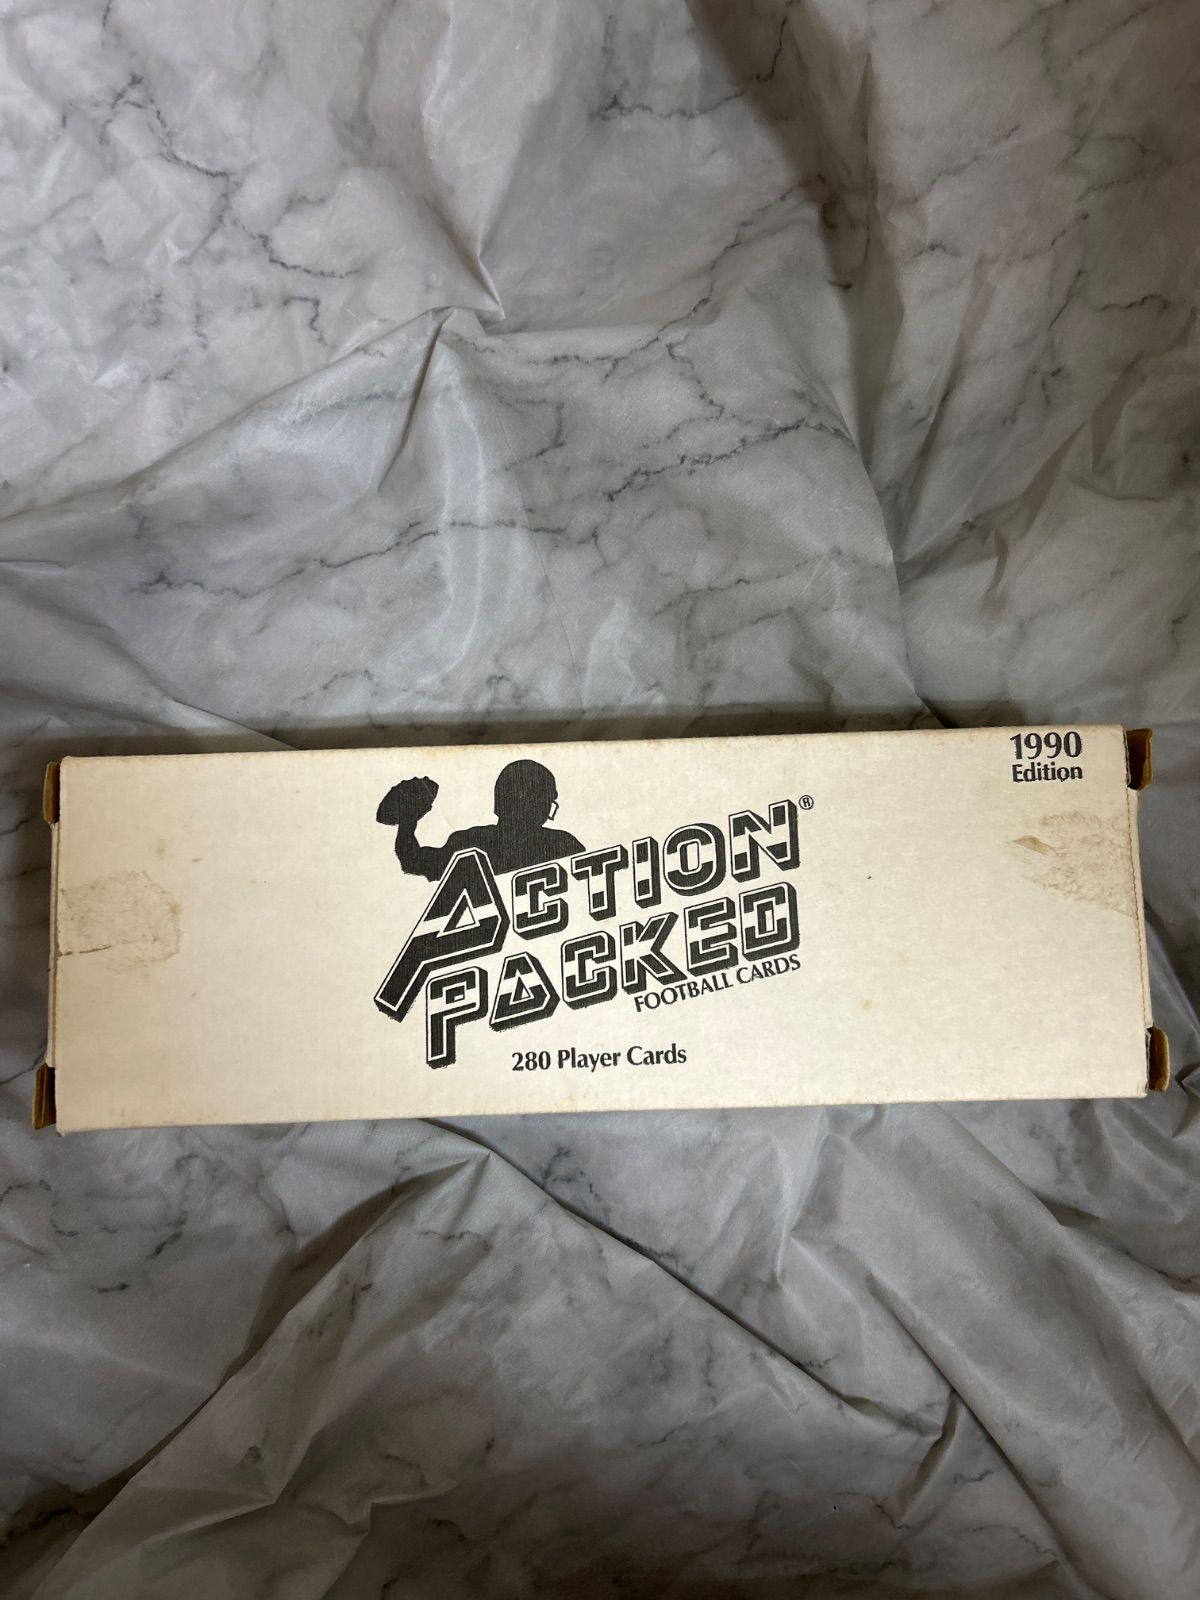 1990
Edition
ACTION®
PACKED
FOOTBALL CARDS
280 Player Cards